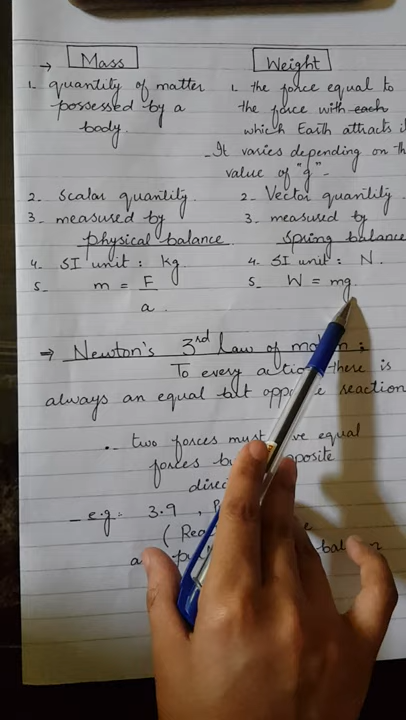 → Mass
1. quantity of matter
possessed by a
body.
2. Scalar quantity.
3. measured by
physical balance.
4. SI unit : kg
5. m = F
a.
Weight
1. the force equal to
the force with each
which Earth attracts
- It varies depending on the
value of "g" -
2. Vector quantity -
3. measured by
Spring balance
4. SI unit : N.
5. W = mg.
→ Newton's 3rd law of motion :
To every action there is
always an equal but opposite reaction
two forces must equal
forces
- e.g: 3.9 ,